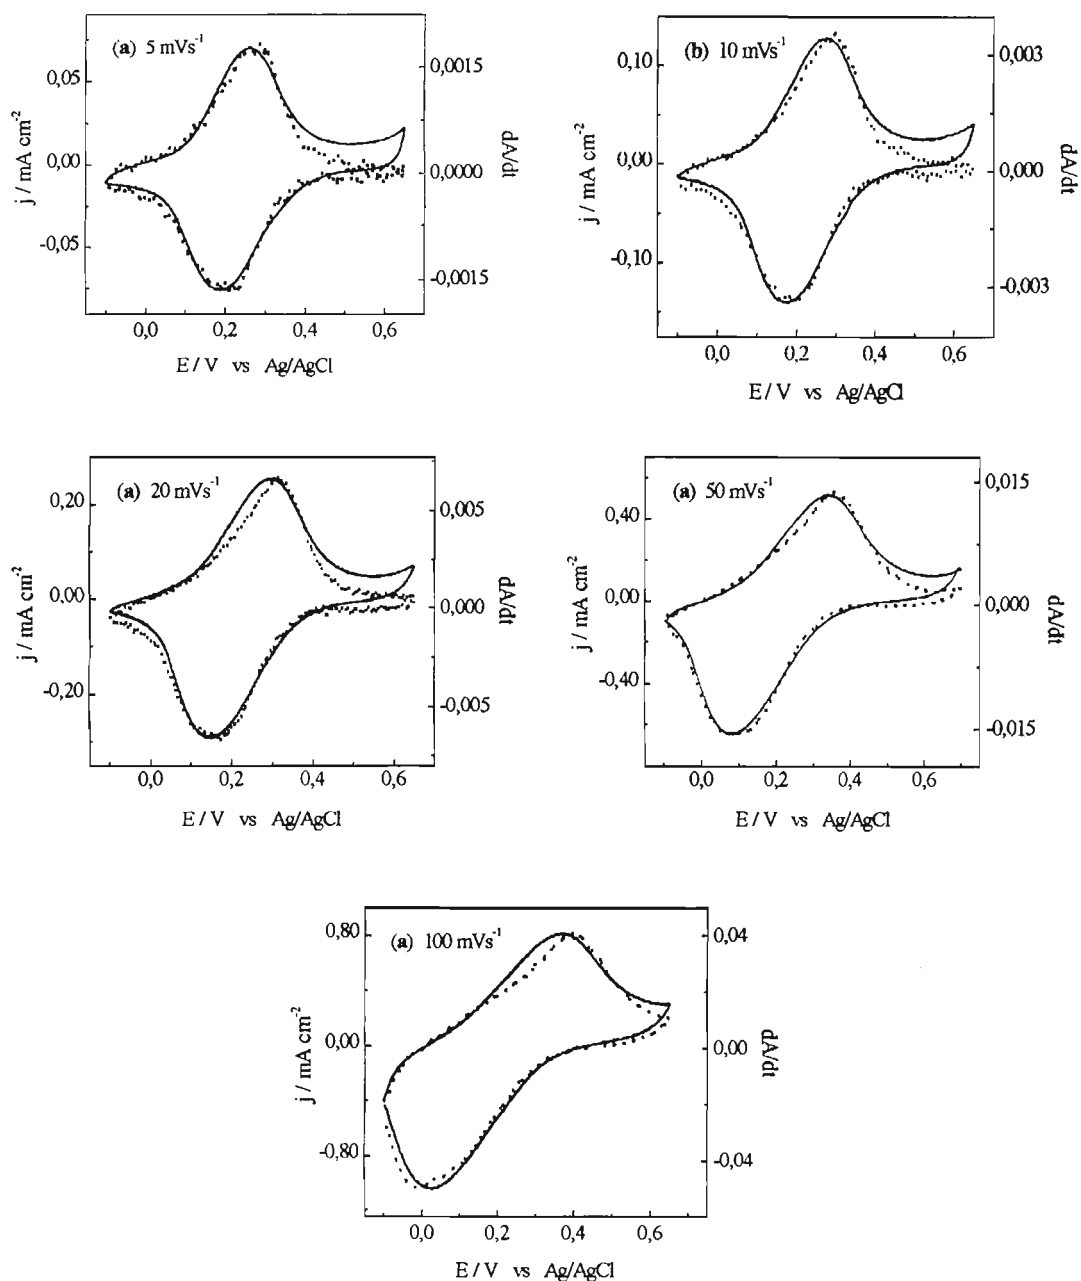 (a) 5 mVs-1
0,05
0,00
-0,05
j / mA cm-2
0,0015
0,0000
-0,0015
dA/dt
0,0 0,2 0,4 0,6
E / V vs Ag/AgCl
(b) 10 mVs-1
0,10
0,00
-0,10
j / mA cm-2
0,003
0,000
-0,003
dA/dt
0,0 0,2 0,4 0,6
E / V vs Ag/AgCl
(a) 20 mVs-1
0,20
0,00
-0,20
j / mA cm-2
0,005
0,000
-0,005
dA/dt
0,0 0,2 0,4 0,6
E / V vs Ag/AgCl
(a) 50 mVs-1
0,40
0,00
-0,40
j / mA cm-2
0,015
0,000
-0,015
dA/dt
0,0 0,2 0,4 0,6
E / V vs Ag/AgCl
(a) 100 mVs-1
0,80
0,00
-0,80
j / mA cm-2
0,04
0,00
-0,04
dA/dt
0,0 0,2 0,4 0,6
E / V vs Ag/AgCl